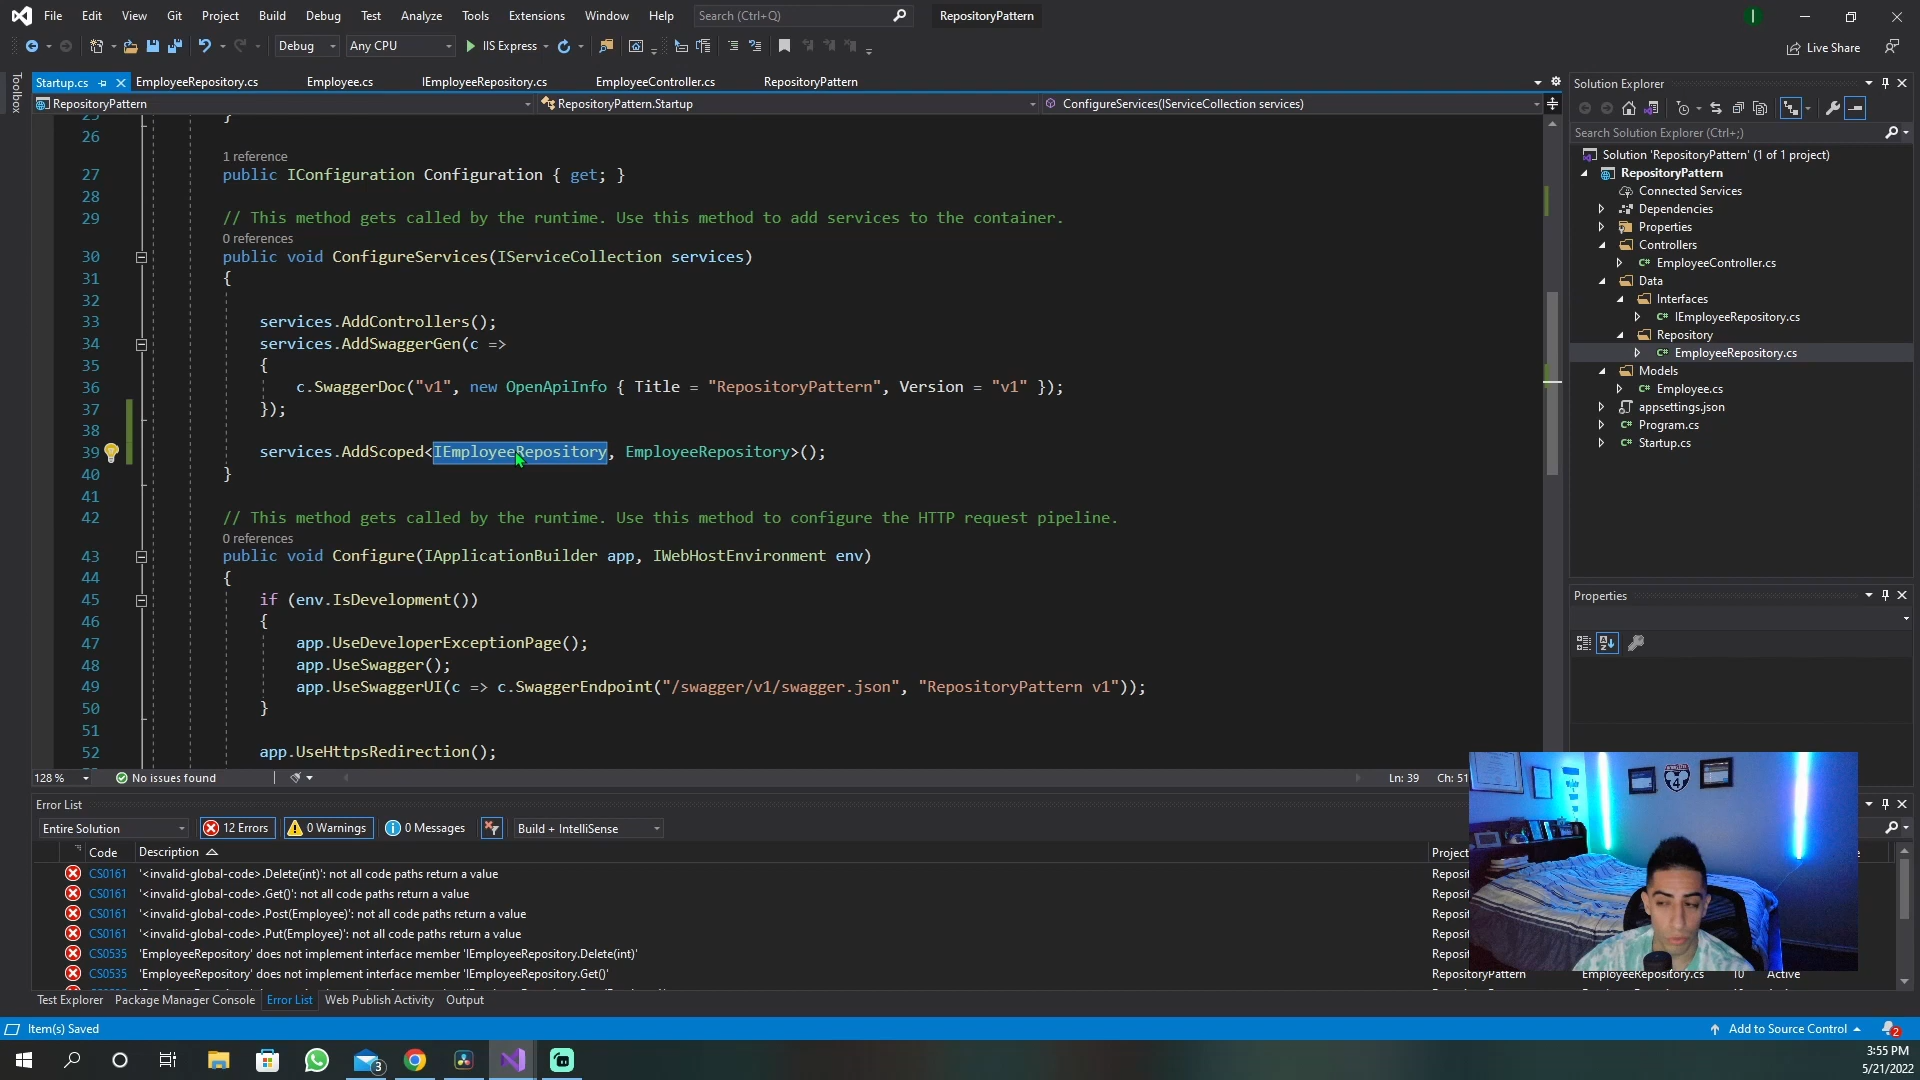 File Edit View Git Project Build Debug Test Analyze Tools Extensions Window Help Search (Ctrl+Q) RepositoryPattern
Debug Any CPU IIS Express Live Share
Toolbox
Startup.cs EmployeeRepository.cs Employee.cs IEmployeeRepository.cs EmployeeController.cs RepositoryPattern
RepositoryPattern RepositoryPattern.Startup ConfigureServices(IServiceCollection services)
25 }
26
1 reference
27 public IConfiguration Configuration { get; }
28
29 // This method gets called by the runtime. Use this method to add services to the container.
0 references
30 public void ConfigureServices(IServiceCollection services)
31 {
32
33 services.AddControllers();
34 services.AddSwaggerGen(c =>
35 {
36 c.SwaggerDoc("v1", new OpenApiInfo { Title = "RepositoryPattern", Version = "v1" });
37 });
38
39 services.AddScoped<IEmployeeRepository, EmployeeRepository>();
40 }
41
42 // This method gets called by the runtime. Use this method to configure the HTTP request pipeline.
0 references
43 public void Configure(IApplicationBuilder app, IWebHostEnvironment env)
44 {
45 if (env.IsDevelopment())
46 {
47 app.UseDeveloperExceptionPage();
48 app.UseSwagger();
49 app.UseSwaggerUI(c => c.SwaggerEndpoint("/swagger/v1/swagger.json", "RepositoryPattern v1"));
50 }
51
52 app.UseHttpsRedirection();
128 % No issues found Ln: 39 Ch: 51
Solution Explorer
Search Solution Explorer (Ctrl+;)
Solution 'RepositoryPattern' (1 of 1 project)
RepositoryPattern
Connected Services
Dependencies
Properties
Controllers
C# EmployeeController.cs
Data
Interfaces
C# IEmployeeRepository.cs
Repository
C# EmployeeRepository.cs
Models
C# Employee.cs
appsettings.json
C# Program.cs
C# Startup.cs
Properties
Error List
Entire Solution 12 Errors 0 Warnings 0 Messages Build + IntelliSense
Code Description Project
CS0161 '<invalid-global-code>.Delete(int)': not all code paths return a value Reposit
CS0161 '<invalid-global-code>.Get()': not all code paths return a value Reposit
CS0161 '<invalid-global-code>.Post(Employee)': not all code paths return a value Reposit
CS0161 '<invalid-global-code>.Put(Employee)': not all code paths return a value Reposit
CS0535 'EmployeeRepository' does not implement interface member 'IEmployeeRepository.Delete(int)' Reposit
CS0535 'EmployeeRepository' does not implement interface member 'IEmployeeRepository.Get()' RepositoryPattern EmployeeRepository.cs 10 Active
Test Explorer Package Manager Console Error List Web Publish Activity Output
Item(s) Saved Add to Source Control 2
3
3:55 PM
5/21/2022
4